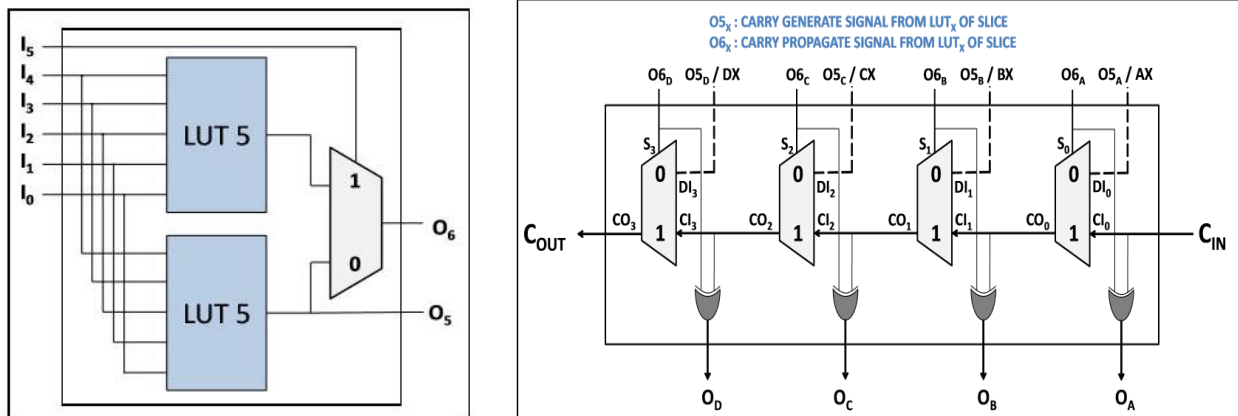 I5
I4
I3
I2
I1
I0
LUT 5
LUT 5
1
0
O6
O5
O5X : CARRY GENERATE SIGNAL FROM LUTX OF SLICE
O6X : CARRY PROPAGATE SIGNAL FROM LUTX OF SLICE
O6D O5D / DX O6C O5C / CX O6B O5B / BX O6A O5A / AX
S3 S2 S1 S0
0 0 0 0
DI3 DI2 DI1 DI0
COUT CO3 1 CI3 CO2 1 CI2 CO1 1 CI1 CO0 1 CI0 CIN
OD OC OB OA